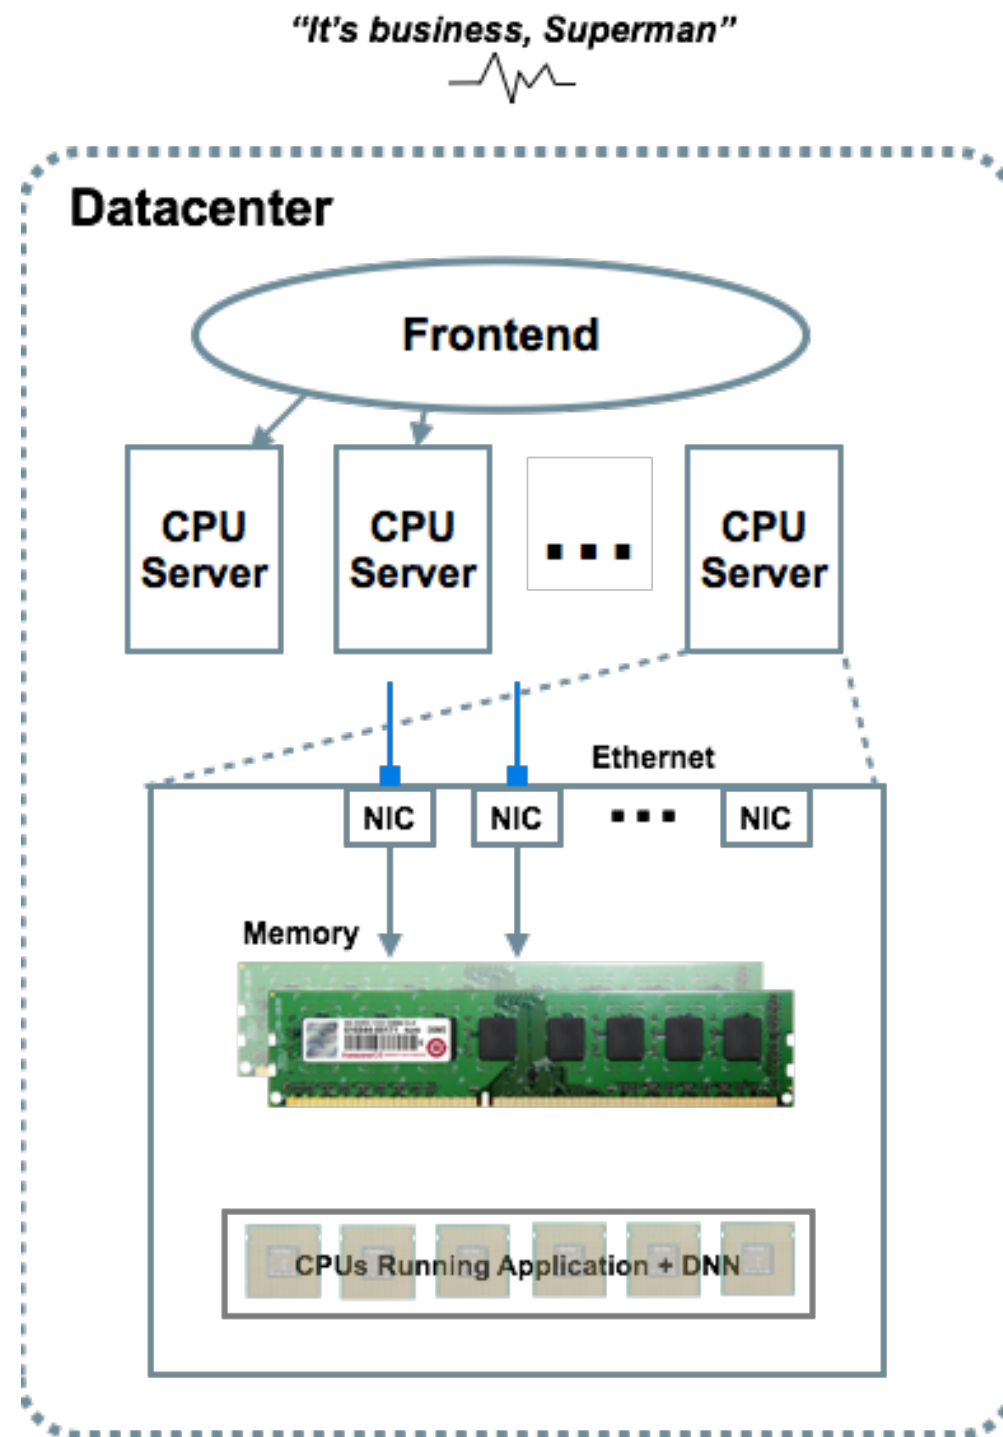 “It's business, Superman”
Datacenter
Frontend
CPU
Server
CPU
Server
...
CPU
Server
Ethernet
NIC
NIC
...
NIC
Memory
CPUs Running Application + DNN